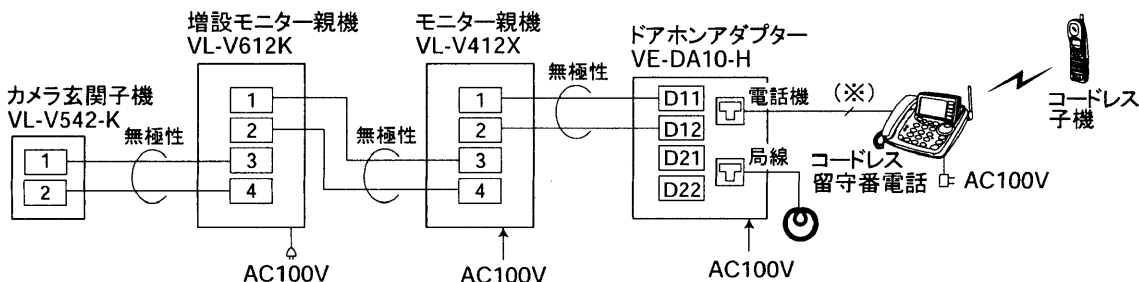 カメラ玄関子機
VL-V542-K
1
2
無極性
増設モニター親機
VL-V612K
1
2
3
4
AC100V
無極性
モニター親機
VL-V412X
1
2
3
4
AC100V
無極性
ドアホンアダプター
VE-DA10-H
D11
D12
D21
D22
電話機
局線
AC100V
(※)
コードレス
留守番電話
AC100V
コードレス
子機